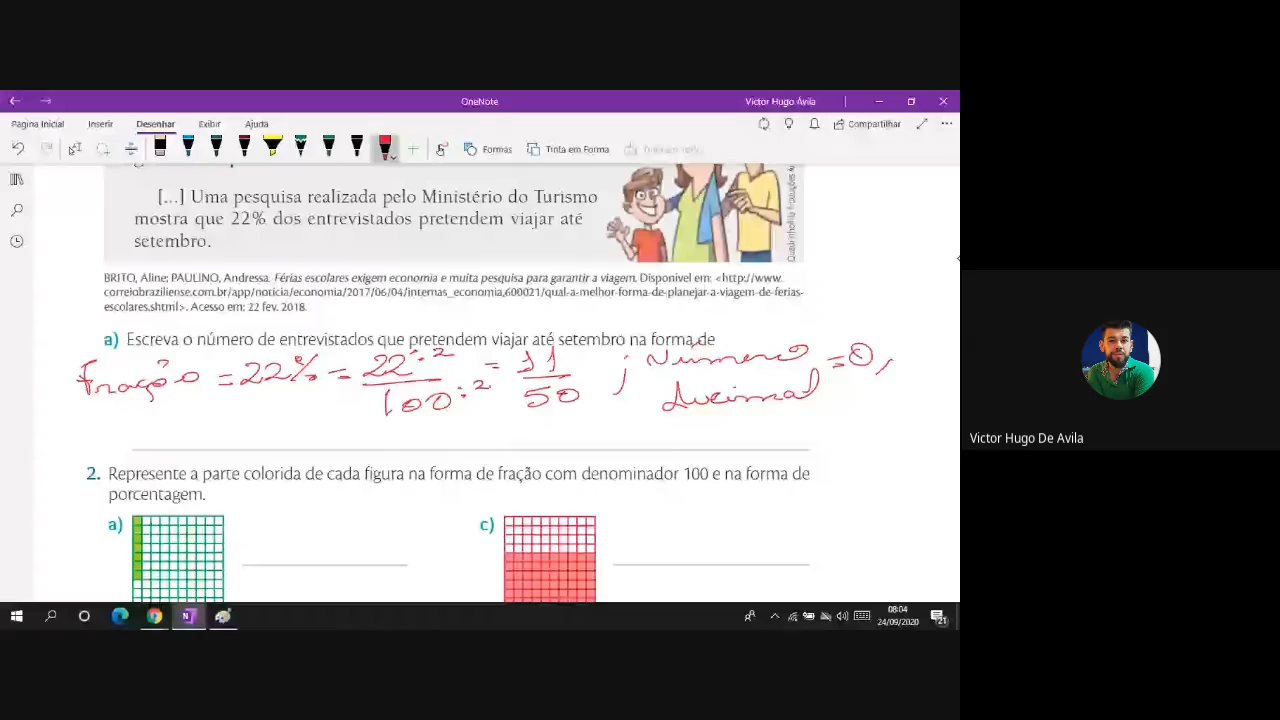 OneNote
Victor Hugo Ávila
Página Inicial Inserir Desenhar Exibir Ajuda
Compartilhar
Formas Tinta em Forma
[...] Uma pesquisa realizada pelo Ministério do Turismo
mostra que 22% dos entrevistados pretendem viajar até
setembro.
BRITO, Aline; PAULINO, Andressa. Férias escolares exigem economia e muita pesquisa para garantir a viagem. Disponível em: <http://www.
correiobraziliense.com.br/app/noticia/economia/2017/06/04/internas_economia,600021/qual-a-melhor-forma-de-planejar-a-viagem-de-ferias-
escolares.shtml>. Acesso em: 22 fev. 2018.
a) Escreva o número de entrevistados que pretendem viajar até setembro na forma de
Fração = 22% = 22÷2 / 100÷2 = 11 / 50 ; Número Decimal = 0,
2. Represente a parte colorida de cada figura na forma de fração com denominador 100 e na forma de
porcentagem.
a) c)
08:04
24/09/2020
21
Victor Hugo De Avila